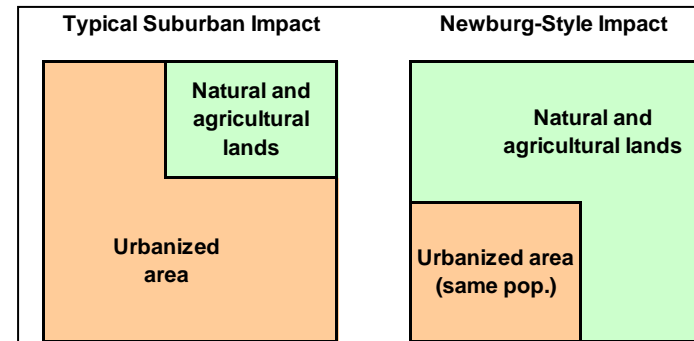 Typical Suburban Impact
Natural and
agricultural
lands
Urbanized
area
Newburg-Style Impact
Natural and
agricultural lands
Urbanized area
(same pop.)